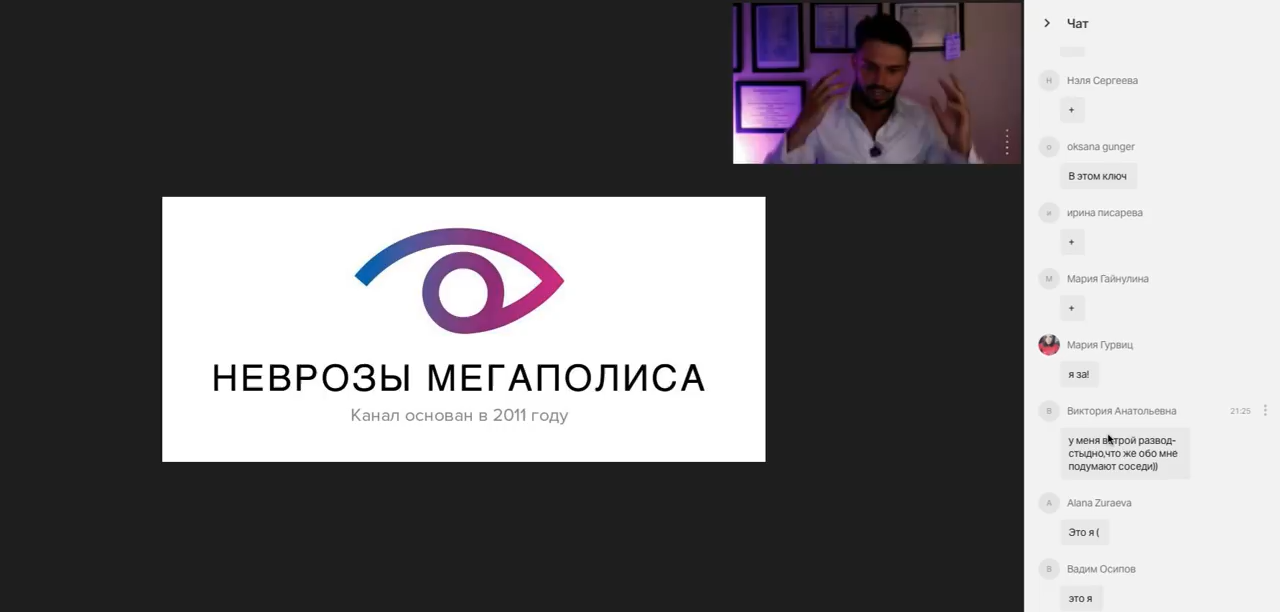 НЕВРОЗЫ МЕГАПОЛИСА
Канал основан в 2011 году
Чат
Н
Нэля Сергеева
+
o
oksana gunger
В этом ключ
и
ирина писарева
+
М
Мария Гайнулина
+
Мария Гурвиц
я за!
В
Виктория Анатольевна
21:25
у меня второй развод-
стыдно,что же обо мне
подумают соседи))
A
Alana Zuraeva
Это я (
В
Вадим Осипов
это я